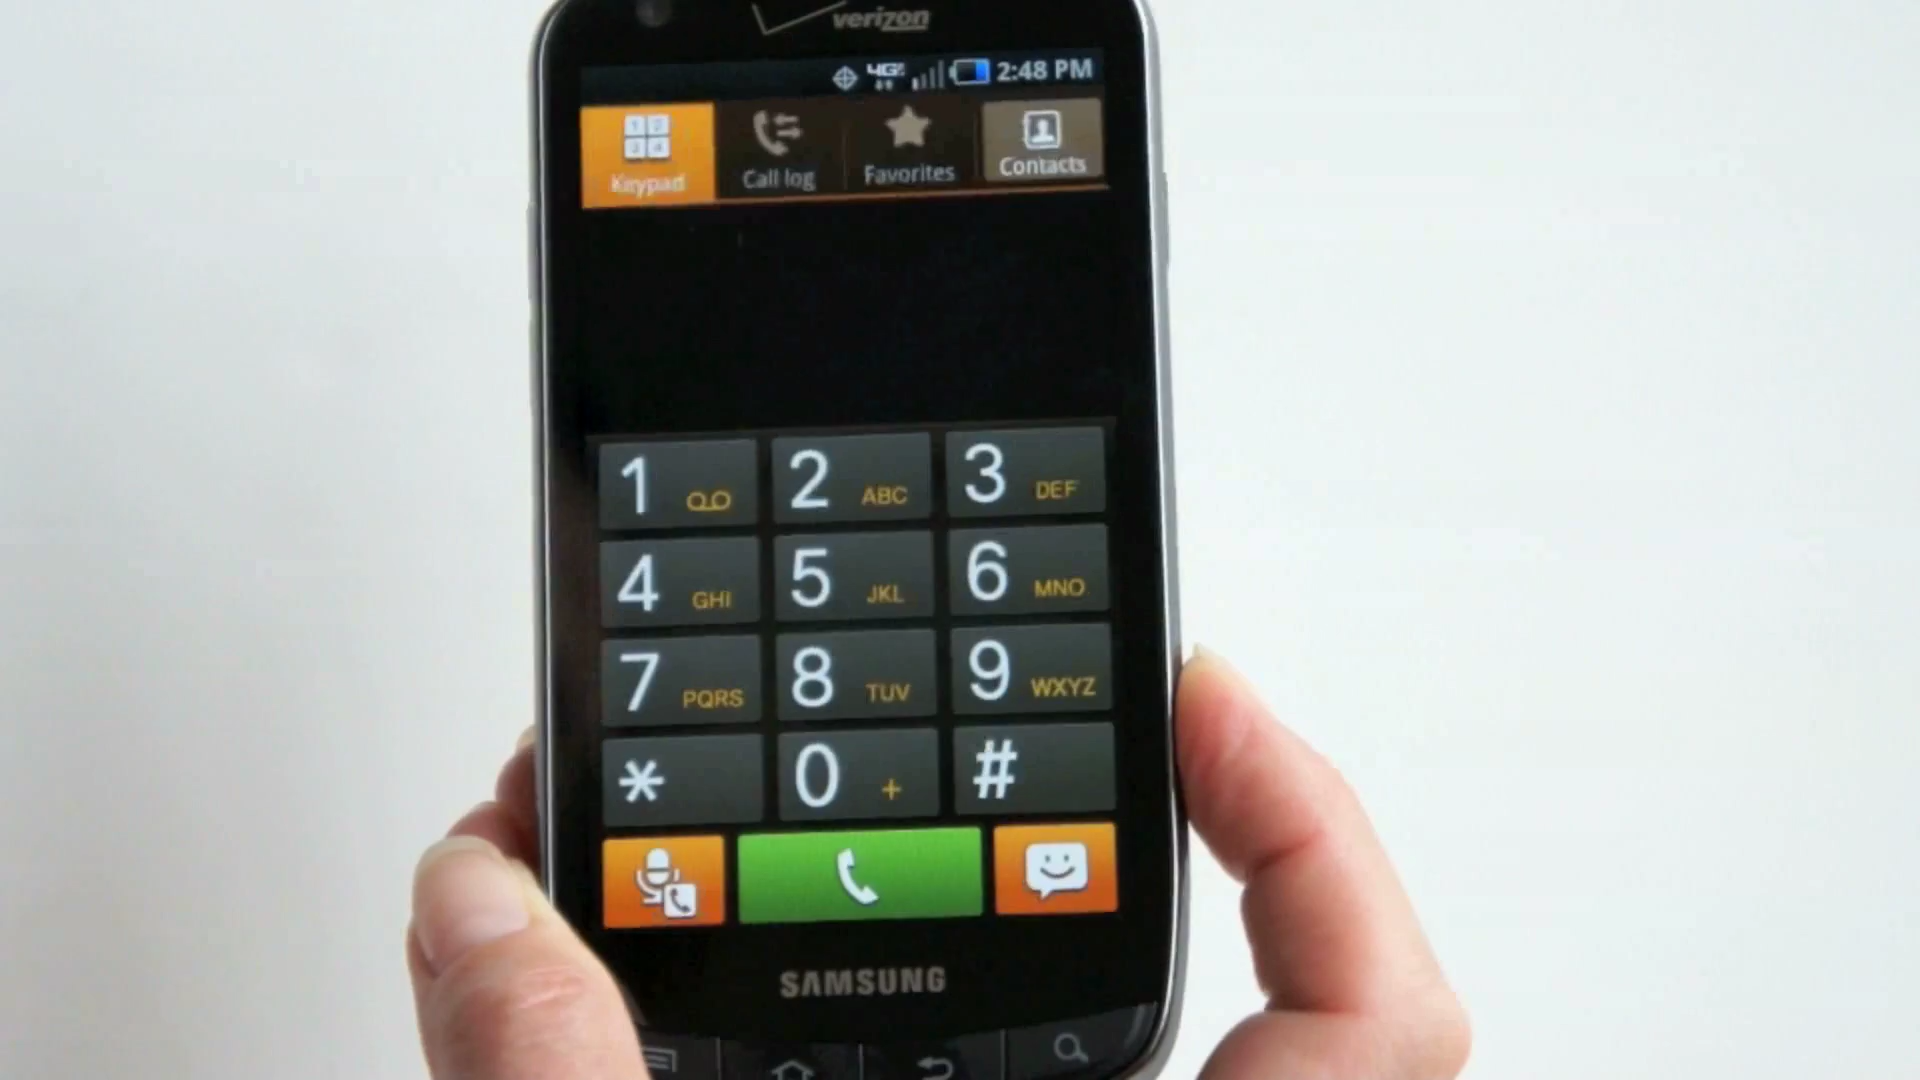 verizon
4G 2:48 PM
Keypad Call log Favorites Contacts
1 2 ABC 3 DEF
4 GHI 5 JKL 6 MNO
7 PQRS 8 TUV 9 WXYZ
* 0 + #
SAMSUNG